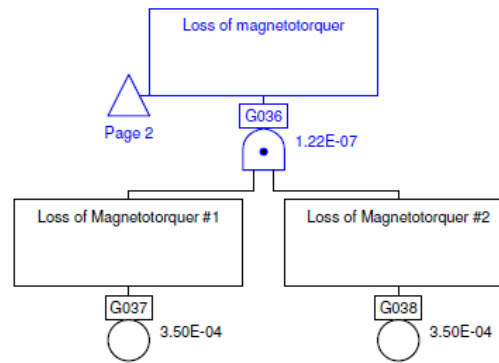 Loss of magnetotorquer
Page 2
G036
1.22E-07
Loss of Magnetotorquer #1
Loss of Magnetotorquer #2
G037
3.50E-04
G038
3.50E-04